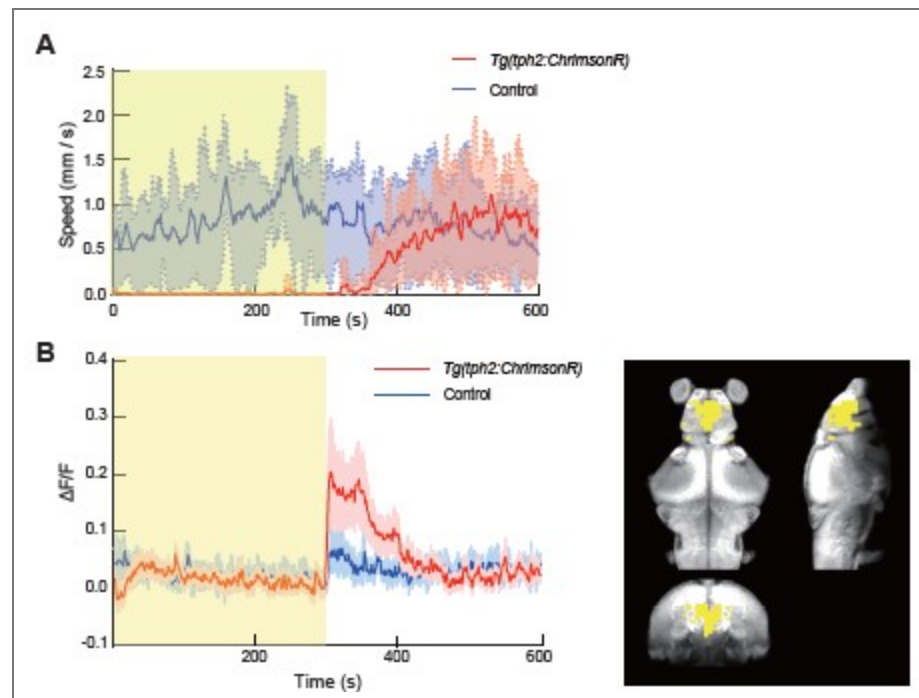 A
Tg(tph2:ChrimsonR)
Control
Speed (mm / s)
2.5
2.0
1.5
1.0
0.5
0.0
0
200
400
600
Time (s)
B
Tg(tph2:ChrimsonR)
Control
ΔF/F
0.4
0.3
0.2
0.1
0.0
-0.1
200
400
600
Time (s)